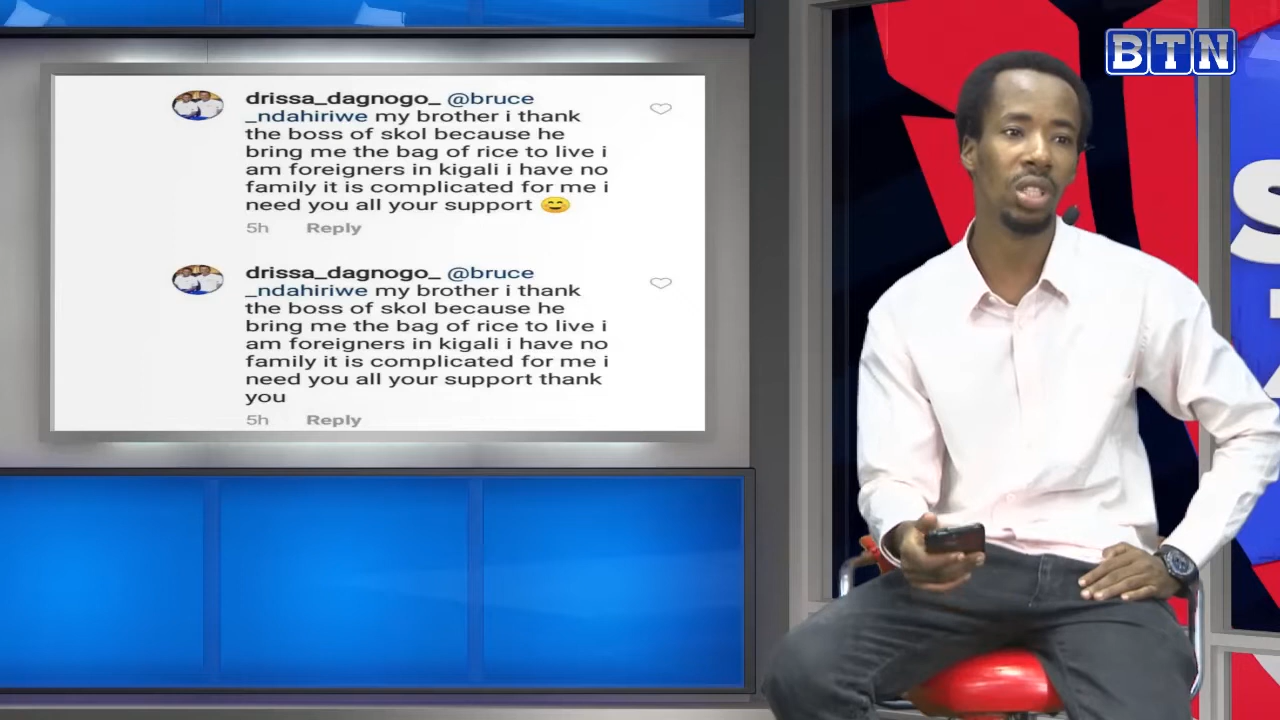 BTN
drissa_dagnogo_ @bruce
_ndahiriwe my brother i thank
the boss of skol because he
bring me the bag of rice to live i
am foreigners in kigali i have no
family it is complicated for me i
need you all your support 😊
5h Reply
drissa_dagnogo_ @bruce
_ndahiriwe my brother i thank
the boss of skol because he
bring me the bag of rice to live i
am foreigners in kigali i have no
family it is complicated for me i
need you all your support thank
you
5h Reply